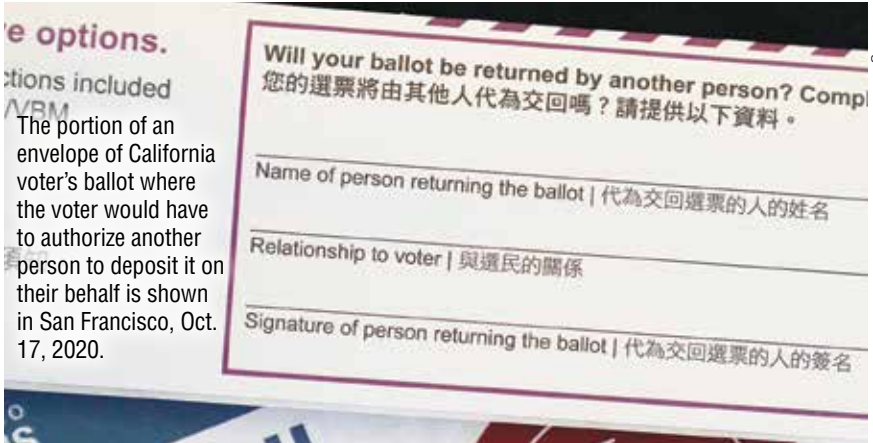 e options.
ctions included
/VBM
The portion of an
envelope of California
voter's ballot where
the voter would have
to authorize another
person to deposit it on
their behalf is shown
in San Francisco, Oct.
17, 2020.
Will your ballot be returned by another person? Compl
您的選票將由其他人代為交回嗎？請提供以下資料。
Name of person returning the ballot | 代為交回選票的人的姓名
Relationship to voter | 與選民的關係
Signature of person returning the ballot | 代為交回選票的人的簽名